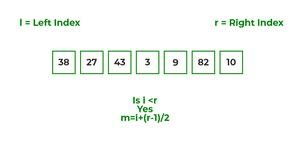 l = Left Index
r = Right Index
38 27 43 3 9 82 10
Is i <r
Yes
m=i+(r-1)/2